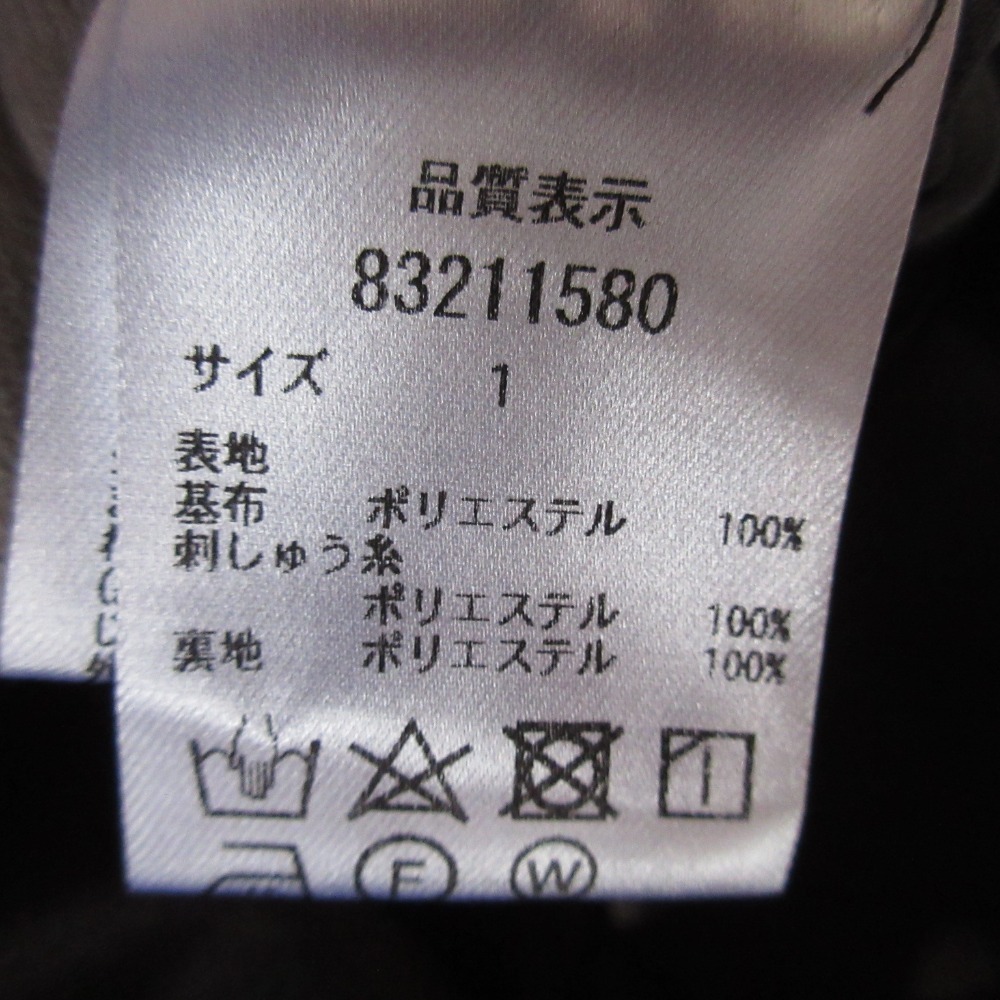 品質表示
83211580
サイズ 1
表地
基布 ポリエステル 100%
刺しゅう糸
ポリエステル 100%
裏地 ポリエステル 100%
F W